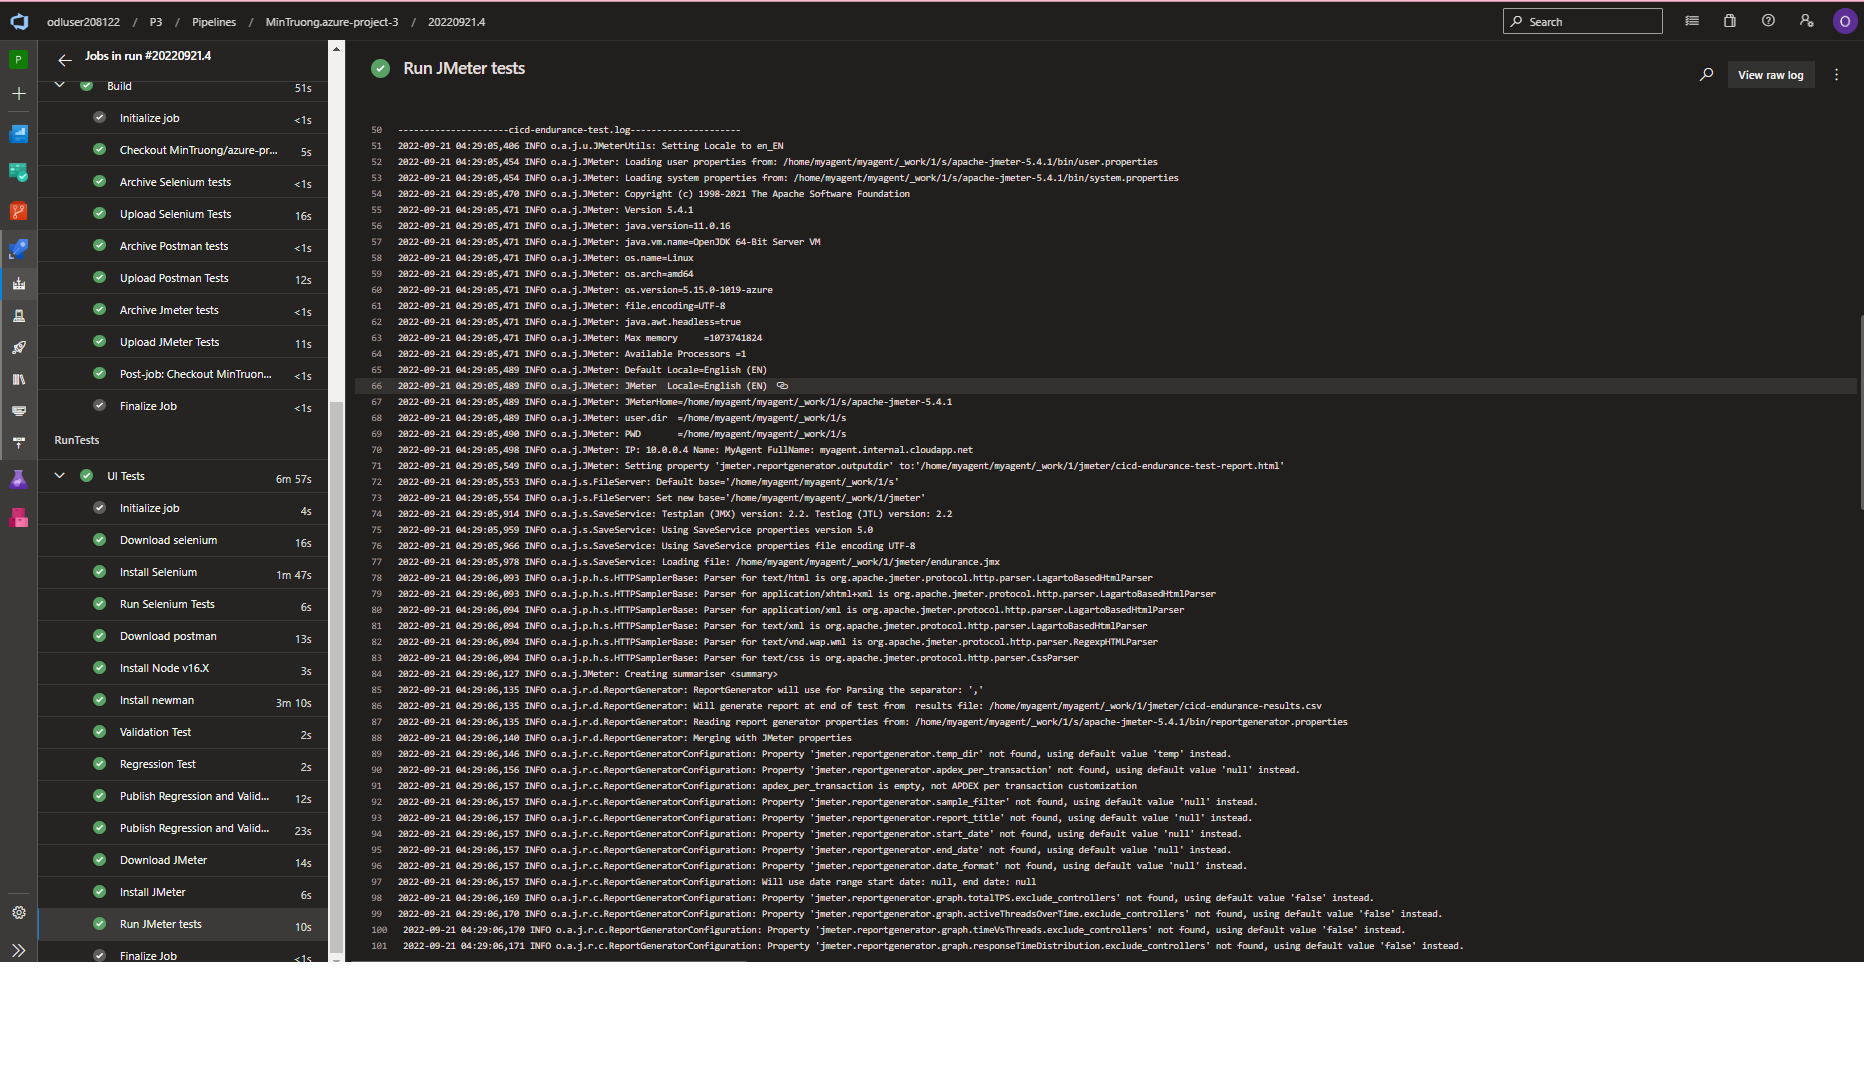 odluser208122 / P3 / Pipelines / MinTruong.azure-project-3 / 20220921.4
Search
O
P
Jobs in run #20220921.4
Build 51s
Initialize job <1s
Checkout MinTruong/azure-pr... 5s
Archive Selenium tests <1s
Upload Selenium Tests 16s
Archive Postman tests <1s
Upload Postman Tests 12s
Archive Jmeter tests <1s
Upload JMeter Tests 11s
Post-job: Checkout MinTruon... <1s
Finalize Job <1s
RunTests
UI Tests 6m 57s
Initialize job 4s
Download selenium 16s
Install Selenium 1m 47s
Run Selenium Tests 6s
Download postman 13s
Install Node v16.X 3s
Install newman 3m 10s
Validation Test 2s
Regression Test 2s
Publish Regression and Valid... 12s
Publish Regression and Valid... 23s
Download JMeter 14s
Install JMeter 6s
Run JMeter tests 10s
Finalize Job <1s
Run JMeter tests
View raw log
50 ---------------------cicd-endurance-test.log---------------------
51 2022-09-21 04:29:05,406 INFO o.a.j.u.JMeterUtils: Setting Locale to en_EN
52 2022-09-21 04:29:05,454 INFO o.a.j.JMeter: Loading user properties from: /home/myagent/myagent/_work/1/s/apache-jmeter-5.4.1/bin/user.properties
53 2022-09-21 04:29:05,454 INFO o.a.j.JMeter: Loading system properties from: /home/myagent/myagent/_work/1/s/apache-jmeter-5.4.1/bin/system.properties
54 2022-09-21 04:29:05,470 INFO o.a.j.JMeter: Copyright (c) 1998-2021 The Apache Software Foundation
55 2022-09-21 04:29:05,471 INFO o.a.j.JMeter: Version 5.4.1
56 2022-09-21 04:29:05,471 INFO o.a.j.JMeter: java.version=11.0.16
57 2022-09-21 04:29:05,471 INFO o.a.j.JMeter: java.vm.name=OpenJDK 64-Bit Server VM
58 2022-09-21 04:29:05,471 INFO o.a.j.JMeter: os.name=Linux
59 2022-09-21 04:29:05,471 INFO o.a.j.JMeter: os.arch=amd64
60 2022-09-21 04:29:05,471 INFO o.a.j.JMeter: os.version=5.15.0-1019-azure
61 2022-09-21 04:29:05,471 INFO o.a.j.JMeter: file.encoding=UTF-8
62 2022-09-21 04:29:05,471 INFO o.a.j.JMeter: java.awt.headless=true
63 2022-09-21 04:29:05,471 INFO o.a.j.JMeter: Max memory     =1073741824
64 2022-09-21 04:29:05,471 INFO o.a.j.JMeter: Available Processors =1
65 2022-09-21 04:29:05,489 INFO o.a.j.JMeter: Default Locale=English (EN)
66 2022-09-21 04:29:05,489 INFO o.a.j.JMeter: JMeter  Locale=English (EN)
67 2022-09-21 04:29:05,489 INFO o.a.j.JMeter: JMeterHome=/home/myagent/myagent/_work/1/s/apache-jmeter-5.4.1
68 2022-09-21 04:29:05,489 INFO o.a.j.JMeter: user.dir  =/home/myagent/myagent/_work/1/s
69 2022-09-21 04:29:05,490 INFO o.a.j.JMeter: PWD       =/home/myagent/myagent/_work/1/s
70 2022-09-21 04:29:05,498 INFO o.a.j.JMeter: IP: 10.0.0.4 Name: MyAgent FullName: myagent.internal.cloudapp.net
71 2022-09-21 04:29:05,549 INFO o.a.j.JMeter: Setting property 'jmeter.reportgenerator.outputdir' to:'/home/myagent/myagent/_work/1/jmeter/cicd-endurance-test-report.html'
72 2022-09-21 04:29:05,553 INFO o.a.j.s.FileServer: Default base='/home/myagent/myagent/_work/1/s'
73 2022-09-21 04:29:05,554 INFO o.a.j.s.FileServer: Set new base='/home/myagent/myagent/_work/1/jmeter'
74 2022-09-21 04:29:05,914 INFO o.a.j.s.SaveService: Testplan (JMX) version: 2.2. Testlog (JTL) version: 2.2
75 2022-09-21 04:29:05,959 INFO o.a.j.s.SaveService: Using SaveService properties version 5.0
76 2022-09-21 04:29:05,966 INFO o.a.j.s.SaveService: Using SaveService properties file encoding UTF-8
77 2022-09-21 04:29:05,978 INFO o.a.j.s.SaveService: Loading file: /home/myagent/myagent/_work/1/jmeter/endurance.jmx
78 2022-09-21 04:29:06,093 INFO o.a.j.p.h.s.HTTPSamplerBase: Parser for text/html is org.apache.jmeter.protocol.http.parser.LagartoBasedHtmlParser
79 2022-09-21 04:29:06,093 INFO o.a.j.p.h.s.HTTPSamplerBase: Parser for application/xhtml+xml is org.apache.jmeter.protocol.http.parser.LagartoBasedHtmlParser
80 2022-09-21 04:29:06,094 INFO o.a.j.p.h.s.HTTPSamplerBase: Parser for application/xml is org.apache.jmeter.protocol.http.parser.LagartoBasedHtmlParser
81 2022-09-21 04:29:06,094 INFO o.a.j.p.h.s.HTTPSamplerBase: Parser for text/xml is org.apache.jmeter.protocol.http.parser.LagartoBasedHtmlParser
82 2022-09-21 04:29:06,094 INFO o.a.j.p.h.s.HTTPSamplerBase: Parser for text/vnd.wap.wml is org.apache.jmeter.protocol.http.parser.RegexpHTMLParser
83 2022-09-21 04:29:06,094 INFO o.a.j.p.h.s.HTTPSamplerBase: Parser for text/css is org.apache.jmeter.protocol.http.parser.CssParser
84 2022-09-21 04:29:06,127 INFO o.a.j.JMeter: Creating summariser <summary>
85 2022-09-21 04:29:06,135 INFO o.a.j.r.d.ReportGenerator: ReportGenerator will use for Parsing the separator: ','
86 2022-09-21 04:29:06,135 INFO o.a.j.r.d.ReportGenerator: Will generate report at end of test from  results file: /home/myagent/myagent/_work/1/jmeter/cicd-endurance-results.csv
87 2022-09-21 04:29:06,135 INFO o.a.j.r.d.ReportGenerator: Reading report generator properties from: /home/myagent/myagent/_work/1/s/apache-jmeter-5.4.1/bin/reportgenerator.properties
88 2022-09-21 04:29:06,140 INFO o.a.j.r.d.ReportGenerator: Merging with JMeter properties
89 2022-09-21 04:29:06,146 INFO o.a.j.r.c.ReportGeneratorConfiguration: Property 'jmeter.reportgenerator.temp_dir' not found, using default value 'temp' instead.
90 2022-09-21 04:29:06,156 INFO o.a.j.r.c.ReportGeneratorConfiguration: Property 'jmeter.reportgenerator.apdex_per_transaction' not found, using default value 'null' instead.
91 2022-09-21 04:29:06,157 INFO o.a.j.r.c.ReportGeneratorConfiguration: apdex_per_transaction is empty, not APDEX per transaction customization
92 2022-09-21 04:29:06,157 INFO o.a.j.r.c.ReportGeneratorConfiguration: Property 'jmeter.reportgenerator.sample_filter' not found, using default value 'null' instead.
93 2022-09-21 04:29:06,157 INFO o.a.j.r.c.ReportGeneratorConfiguration: Property 'jmeter.reportgenerator.report_title' not found, using default value 'null' instead.
94 2022-09-21 04:29:06,157 INFO o.a.j.r.c.ReportGeneratorConfiguration: Property 'jmeter.reportgenerator.start_date' not found, using default value 'null' instead.
95 2022-09-21 04:29:06,157 INFO o.a.j.r.c.ReportGeneratorConfiguration: Property 'jmeter.reportgenerator.end_date' not found, using default value 'null' instead.
96 2022-09-21 04:29:06,157 INFO o.a.j.r.c.ReportGeneratorConfiguration: Property 'jmeter.reportgenerator.date_format' not found, using default value 'null' instead.
97 2022-09-21 04:29:06,157 INFO o.a.j.r.c.ReportGeneratorConfiguration: Will use date range start date: null, end date: null
98 2022-09-21 04:29:06,169 INFO o.a.j.r.c.ReportGeneratorConfiguration: Property 'jmeter.reportgenerator.graph.totalTPS.exclude_controllers' not found, using default value 'false' instead.
99 2022-09-21 04:29:06,170 INFO o.a.j.r.c.ReportGeneratorConfiguration: Property 'jmeter.reportgenerator.graph.activeThreadsOverTime.exclude_controllers' not found, using default value 'false' instead.
100 2022-09-21 04:29:06,170 INFO o.a.j.r.c.ReportGeneratorConfiguration: Property 'jmeter.reportgenerator.graph.timeVsThreads.exclude_controllers' not found, using default value 'false' instead.
101 2022-09-21 04:29:06,171 INFO o.a.j.r.c.ReportGeneratorConfiguration: Property 'jmeter.reportgenerator.graph.responseTimeDistribution.exclude_controllers' not found, using default value 'false' instead.